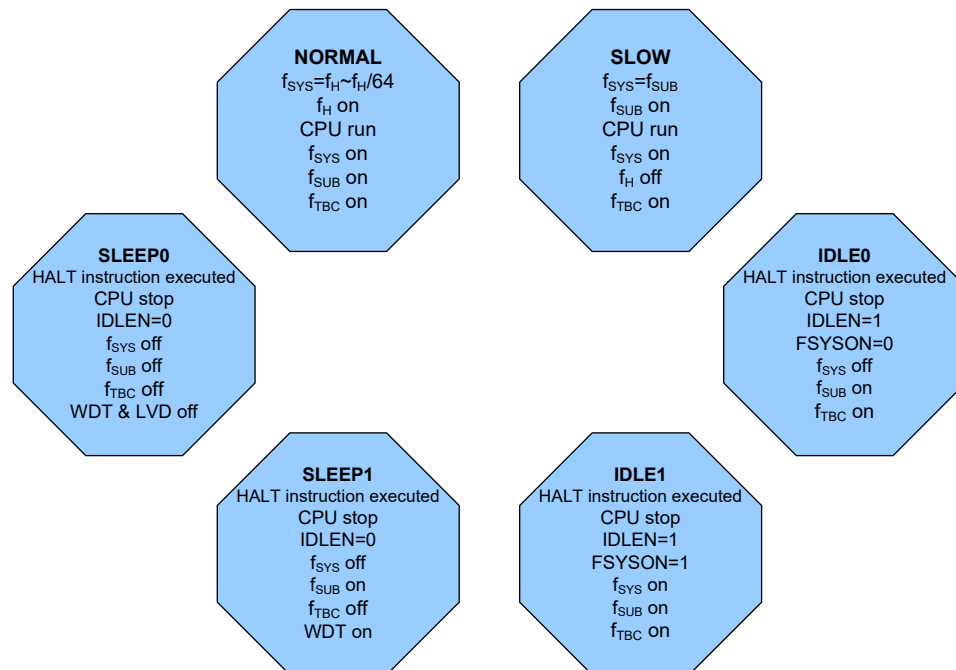 NORMAL
fSYS=fH~fH/64
fH on
CPU run
fSYS on
fSUB on
fTBC on
SLOW
fSYS=fSUB
fSUB on
CPU run
fSYS on
fH off
fTBC on
SLEEP0
HALT instruction executed
CPU stop
IDLEN=0
fSYS off
fSUB off
fTBC off
WDT & LVD off
IDLE0
HALT instruction executed
CPU stop
IDLEN=1
FSYSON=0
fSYS off
fSUB on
fTBC on
SLEEP1
HALT instruction executed
CPU stop
IDLEN=0
fSYS off
fSUB on
fTBC off
WDT on
IDLE1
HALT instruction executed
CPU stop
IDLEN=1
FSYSON=1
fSYS on
fSUB on
fTBC on